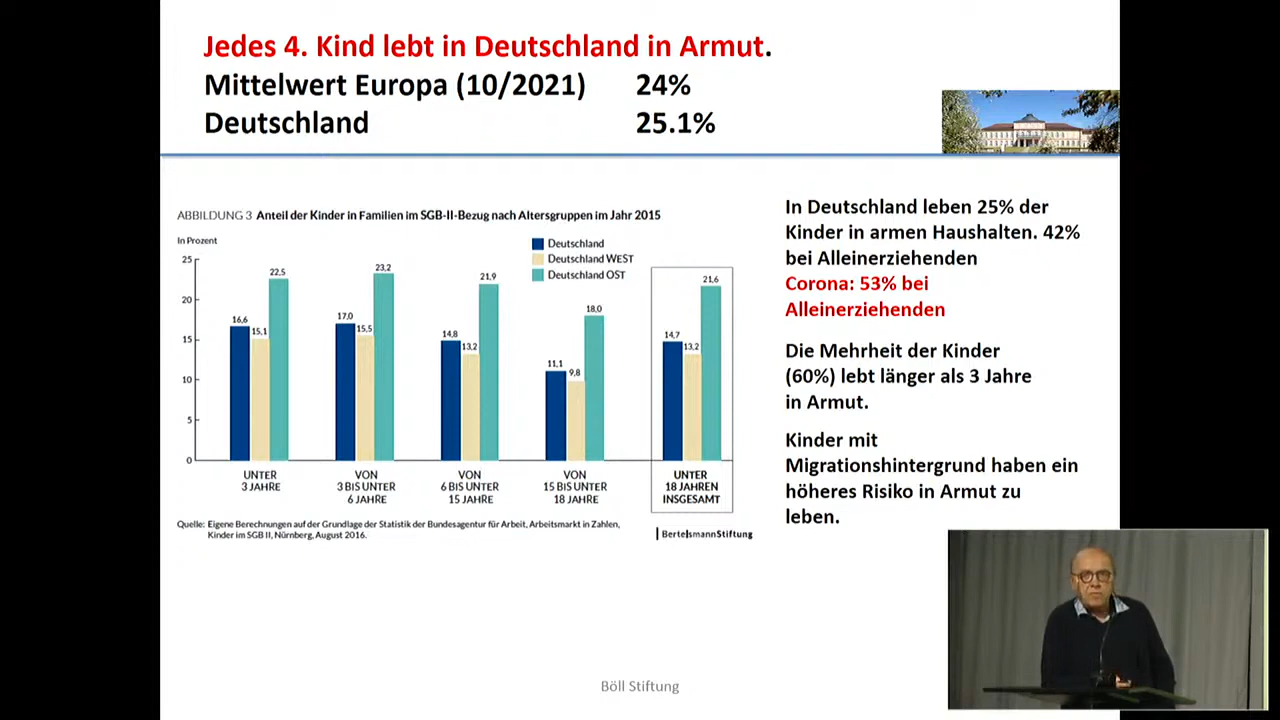 Jedes 4. Kind lebt in Deutschland in Armut.
Mittelwert Europa (10/2021) 24%
Deutschland 25.1%
ABBILDUNG 3 Anteil der Kinder in Familien im SGB-II-Bezug nach Altersgruppen im Jahr 2015
In Prozent
Deutschland
Deutschland WEST
Deutschland OST
25
20
15
10
5
0
16,6
15,1
22,5
17,0
15,5
23,2
14,8
13,2
21,9
11,1
9,8
18,0
14,7
13,2
21,6
UNTER
3 JAHRE
VON
3 BIS UNTER
6 JAHRE
VON
6 BIS UNTER
15 JAHRE
VON
15 BIS UNTER
18 JAHRE
UNTER
18 JAHREN
INSGESAMT
Quelle: Eigene Berechnungen auf der Grundlage der Statistik der Bundesagentur für Arbeit, Arbeitsmarkt in Zahlen,
Kinder im SGB II, Nürnberg, August 2016.
BertelsmannStiftung
In Deutschland leben 25% der
Kinder in armen Haushalten. 42%
bei Alleinerziehenden
Corona: 53% bei
Alleinerziehenden
Die Mehrheit der Kinder
(60%) lebt länger als 3 Jahre
in Armut.
Kinder mit
Migrationshintergrund haben ein
höheres Risiko in Armut zu
leben.
Böll Stiftung